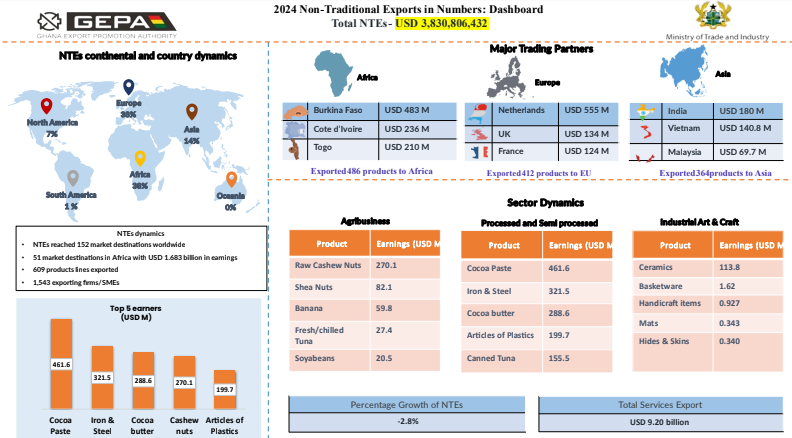 GEPA
GHANA EXPORT PROMOTION AUTHORITY
2024 Non-Traditional Exports in Numbers: Dashboard
Total NTEs - USD 3,830,806,432
Ministry of Trade and Industry
NTEs continental and country dynamics
North America
7%
Europe
38%
Asia
14%
Africa
38%
South America
1 %
Oceania
0%
NTEs dynamics
• NTEs reached 152 market destinations worldwide
• 51 market destinations in Africa with USD 1.683 billion in earnings
• 609 products lines exported
• 1,543 exporting firms/SMEs
Top 5 earners
(USD M)
461.6
321.5
288.6
270.1
199.7
Cocoa Paste
Iron & Steel
Cocoa butter
Cashew nuts
Articles of Plastics
Major Trading Partners
Africa
Burkina Faso USD 483 M
Cote d'Ivoire USD 236 M
Togo USD 210 M
Exported486 products to Africa
Europe
Netherlands USD 555 M
UK USD 134 M
France USD 124 M
Exported412 products to EU
Asia
India USD 180 M
Vietnam USD 140.8 M
Malaysia USD 69.7 M
Exported364products to Asia
Sector Dynamics
Agribusiness
Product Earnings (USD M
Raw Cashew Nuts 270.1
Shea Nuts 82.1
Banana 59.8
Fresh/chilled Tuna 27.4
Soyabeans 20.5
Processed and Semi processed
Product Earnings (USD M
Cocoa Paste 461.6
Iron & Steel 321.5
Cocoa butter 288.6
Articles of Plastics 199.7
Canned Tuna 155.5
Industrial Art & Craft
Product Earnings (USD M
Ceramics 113.8
Basketware 1.62
Handicraft items 0.927
Mats 0.343
Hides & Skins 0.340
Percentage Growth of NTEs
-2.8%
Total Services Export
USD 9.20 billion